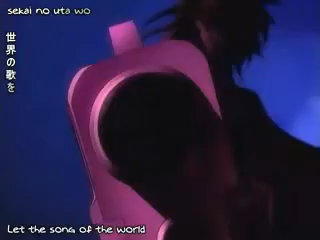 sekai no uta wo
世界の歌を
Let the song of the world